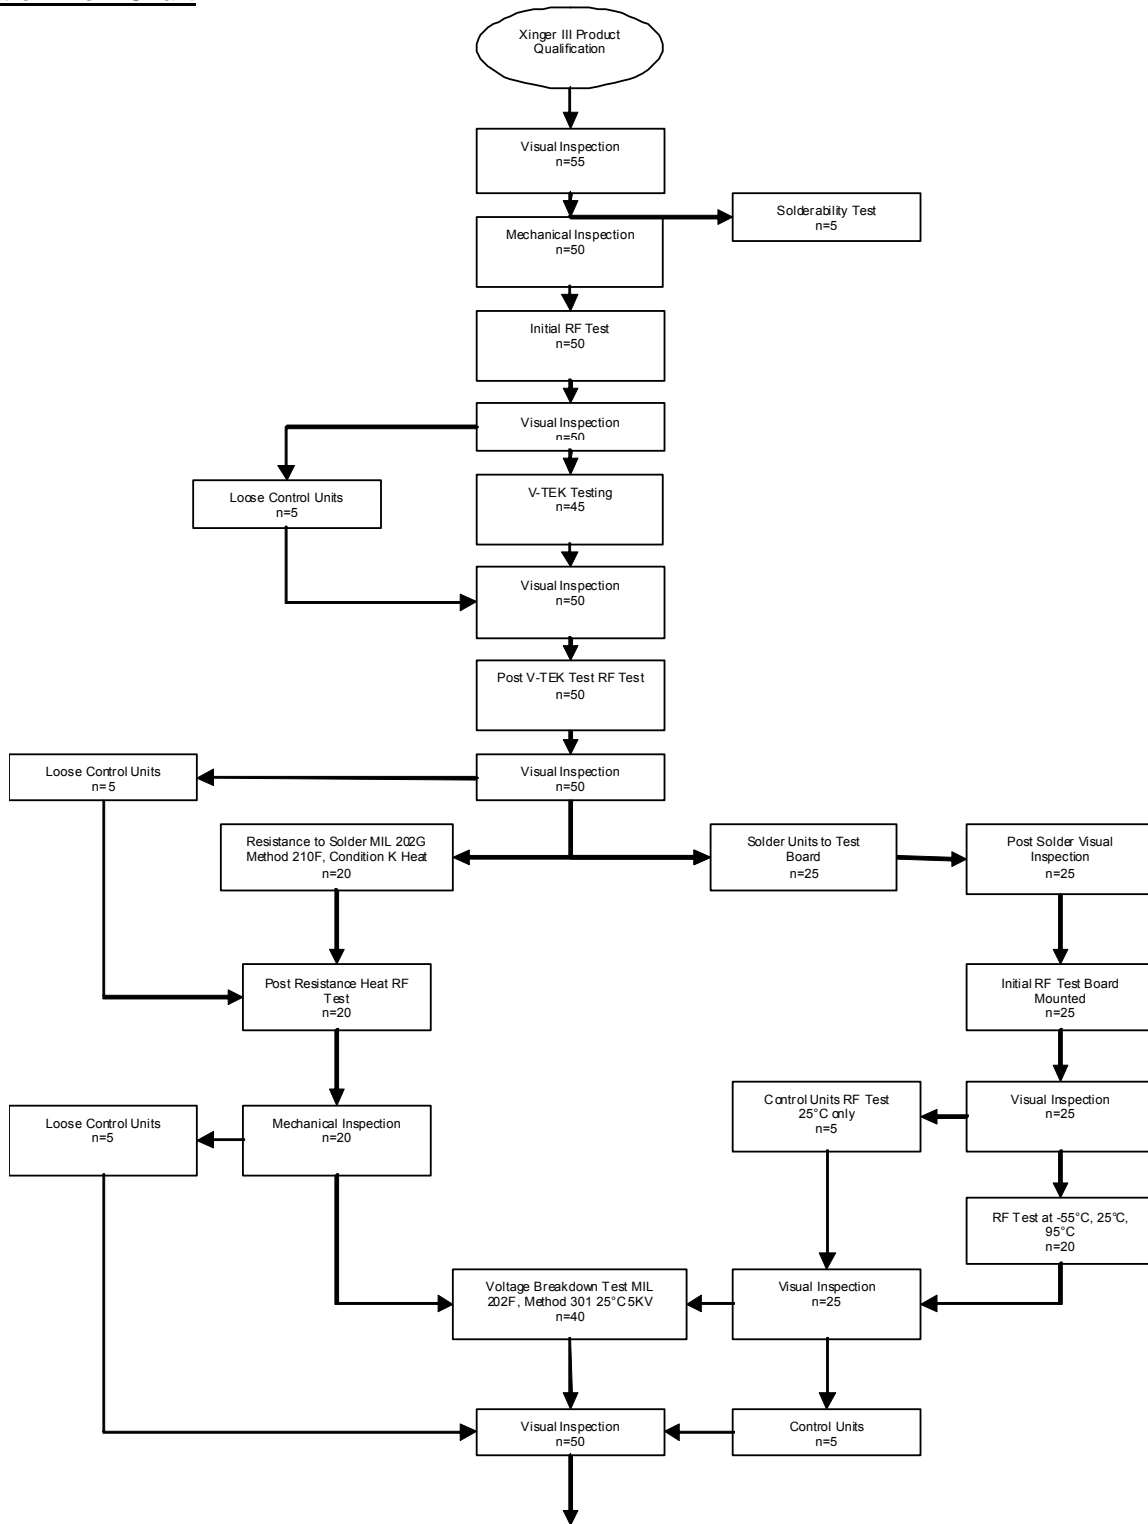 Xinger III Product
Qualification
Visual Inspection
n=55
Solderability Test
n=5
Mechanical Inspection
n=50
Initial RF Test
n=50
Visual Inspection
n=50
Loose Control Units
n=5
V-TEK Testing
n=45
Visual Inspection
n=50
Post V-TEK Test RF Test
n=50
Loose Control Units
n=5
Visual Inspection
n=50
Resistance to Solder MIL 202G
Method 210F, Condition K Heat
n=20
Solder Units to Test
Board
n=25
Post Solder Visual
Inspection
n=25
Post Resistance Heat RF
Test
n=20
Initial RF Test Board
Mounted
n=25
Loose Control Units
n=5
Mechanical Inspection
n=20
Control Units RF Test
25°C only
n=5
Visual Inspection
n=25
RF Test at -55°C, 25°C,
95°C
n=20
Voltage Breakdown Test MIL
202F, Method 301 25°C 5KV
n=40
Visual Inspection
n=25
Visual Inspection
n=50
Control Units
n=5